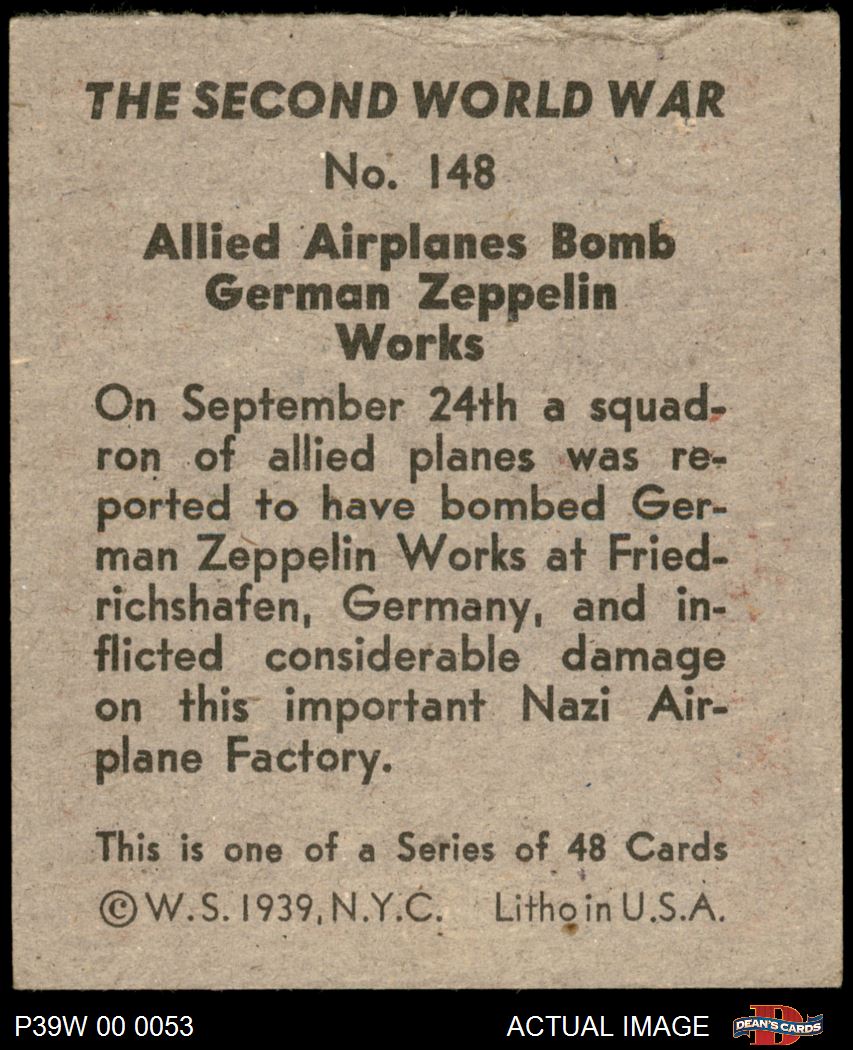 THE SECOND WORLD WAR
No. 148
Allied Airplanes Bomb
German Zeppelin
Works
On September 24th a squad-
ron of allied planes was re-
ported to have bombed Ger-
man Zeppelin Works at Fried-
richshafen, Germany, and in-
flicted considerable damage
on this important Nazi Air-
plane Factory.
This is one of a Series of 48 Cards
© W.S. 1939, N.Y.C. Litho in U.S.A.
P39W 00 0053 ACTUAL IMAGE D DEAN'S CARDS